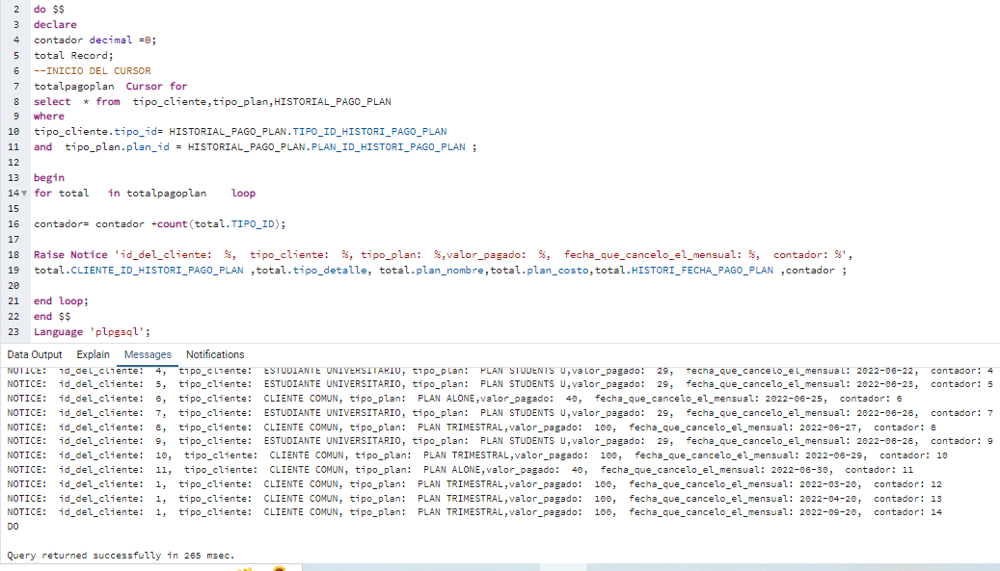 2 do $$
3 declare
4 contador decimal =0;
5 total Record;
6 --INICIO DEL CURSOR
7 totalpagoplan Cursor for
8 select * from tipo_cliente,tipo_plan,HISTORIAL_PAGO_PLAN
9 where
10 tipo_cliente.tipo_id= HISTORIAL_PAGO_PLAN.TIPO_ID_HISTORI_PAGO_PLAN
11 and tipo_plan.plan_id = HISTORIAL_PAGO_PLAN.PLAN_ID_HISTORI_PAGO_PLAN ;
12
13 begin
14 for total in totalpagoplan loop
15
16 contador= contador +count(total.TIPO_ID);
17
18 Raise Notice 'id_del_cliente: %, tipo_cliente: %, tipo_plan: %,valor_pagado: %, fecha_que_cancelo_el_mensual: %, contador: %',
19 total.CLIENTE_ID_HISTORI_PAGO_PLAN ,total.tipo_detalle, total.plan_nombre,total.plan_costo,total.HISTORI_FECHA_PAGO_PLAN ,contador ;
20
21 end loop;
22 end $$
23 Language 'plpgsql';
Data Output Explain Messages Notifications
NOTICE: id_del_cliente: 4, tipo_cliente: ESTUDIANTE UNIVERSITARIO, tipo_plan: PLAN STUDENTS U,valor_pagado: 29, fecha_que_cancelo_el_mensual: 2022-06-22, contador: 4
NOTICE: id_del_cliente: 5, tipo_cliente: ESTUDIANTE UNIVERSITARIO, tipo_plan: PLAN STUDENTS U,valor_pagado: 29, fecha_que_cancelo_el_mensual: 2022-06-23, contador: 5
NOTICE: id_del_cliente: 6, tipo_cliente: CLIENTE COMUN, tipo_plan: PLAN ALONE,valor_pagado: 40, fecha_que_cancelo_el_mensual: 2022-06-25, contador: 6
NOTICE: id_del_cliente: 7, tipo_cliente: ESTUDIANTE UNIVERSITARIO, tipo_plan: PLAN STUDENTS U,valor_pagado: 29, fecha_que_cancelo_el_mensual: 2022-06-26, contador: 7
NOTICE: id_del_cliente: 8, tipo_cliente: CLIENTE COMUN, tipo_plan: PLAN TRIMESTRAL,valor_pagado: 100, fecha_que_cancelo_el_mensual: 2022-06-27, contador: 8
NOTICE: id_del_cliente: 9, tipo_cliente: ESTUDIANTE UNIVERSITARIO, tipo_plan: PLAN STUDENTS U,valor_pagado: 29, fecha_que_cancelo_el_mensual: 2022-06-28, contador: 9
NOTICE: id_del_cliente: 10, tipo_cliente: CLIENTE COMUN, tipo_plan: PLAN TRIMESTRAL,valor_pagado: 100, fecha_que_cancelo_el_mensual: 2022-06-29, contador: 10
NOTICE: id_del_cliente: 11, tipo_cliente: CLIENTE COMUN, tipo_plan: PLAN ALONE,valor_pagado: 40, fecha_que_cancelo_el_mensual: 2022-06-30, contador: 11
NOTICE: id_del_cliente: 1, tipo_cliente: CLIENTE COMUN, tipo_plan: PLAN TRIMESTRAL,valor_pagado: 100, fecha_que_cancelo_el_mensual: 2022-03-20, contador: 12
NOTICE: id_del_cliente: 1, tipo_cliente: CLIENTE COMUN, tipo_plan: PLAN TRIMESTRAL,valor_pagado: 100, fecha_que_cancelo_el_mensual: 2022-04-20, contador: 13
NOTICE: id_del_cliente: 1, tipo_cliente: CLIENTE COMUN, tipo_plan: PLAN TRIMESTRAL,valor_pagado: 100, fecha_que_cancelo_el_mensual: 2022-09-20, contador: 14
DO
Query returned successfully in 265 msec.